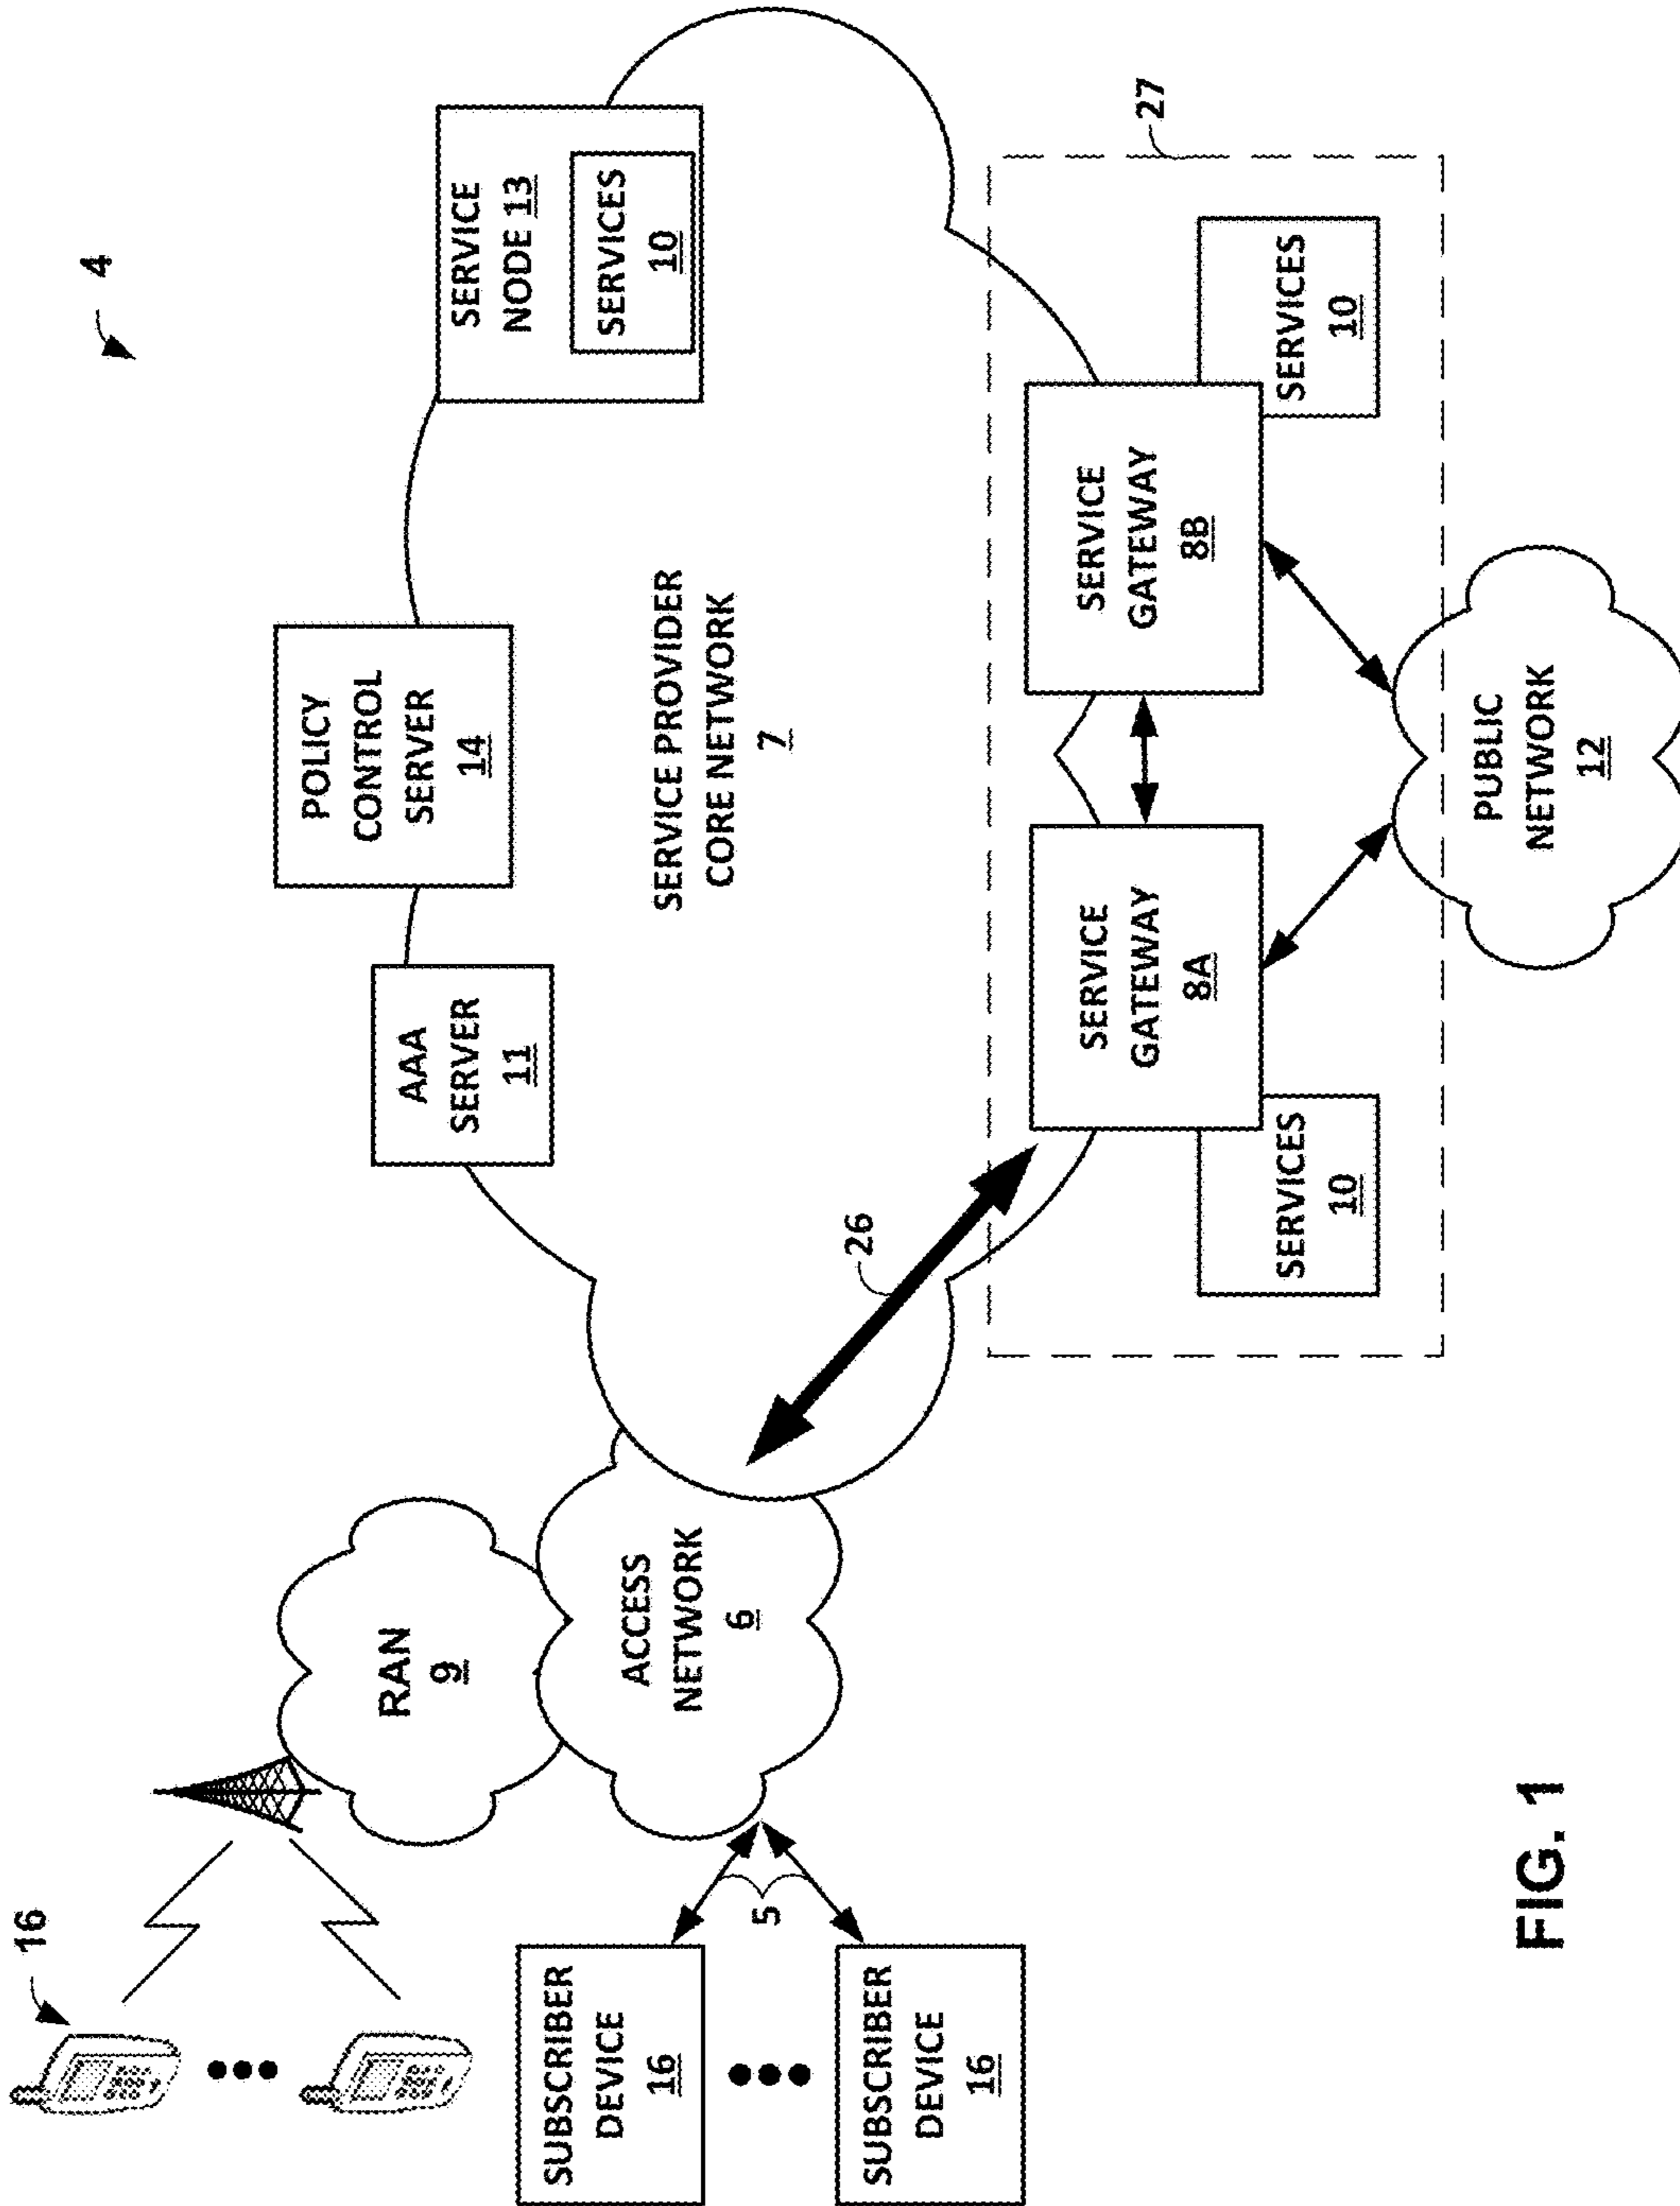 4
16
RAN
9
SUBSCRIBER
DEVICE
16
SUBSCRIBER
DEVICE
16
5
ACCESS
NETWORK
6
AAA
SERVER
11
POLICY
CONTROL
SERVER
14
SERVICE
NODE 13
SERVICES
10
SERVICE PROVIDER
CORE NETWORK
7
26
27
SERVICE
GATEWAY
8A
SERVICE
GATEWAY
8B
SERVICES
10
SERVICES
10
PUBLIC
NETWORK
12
FIG. 1